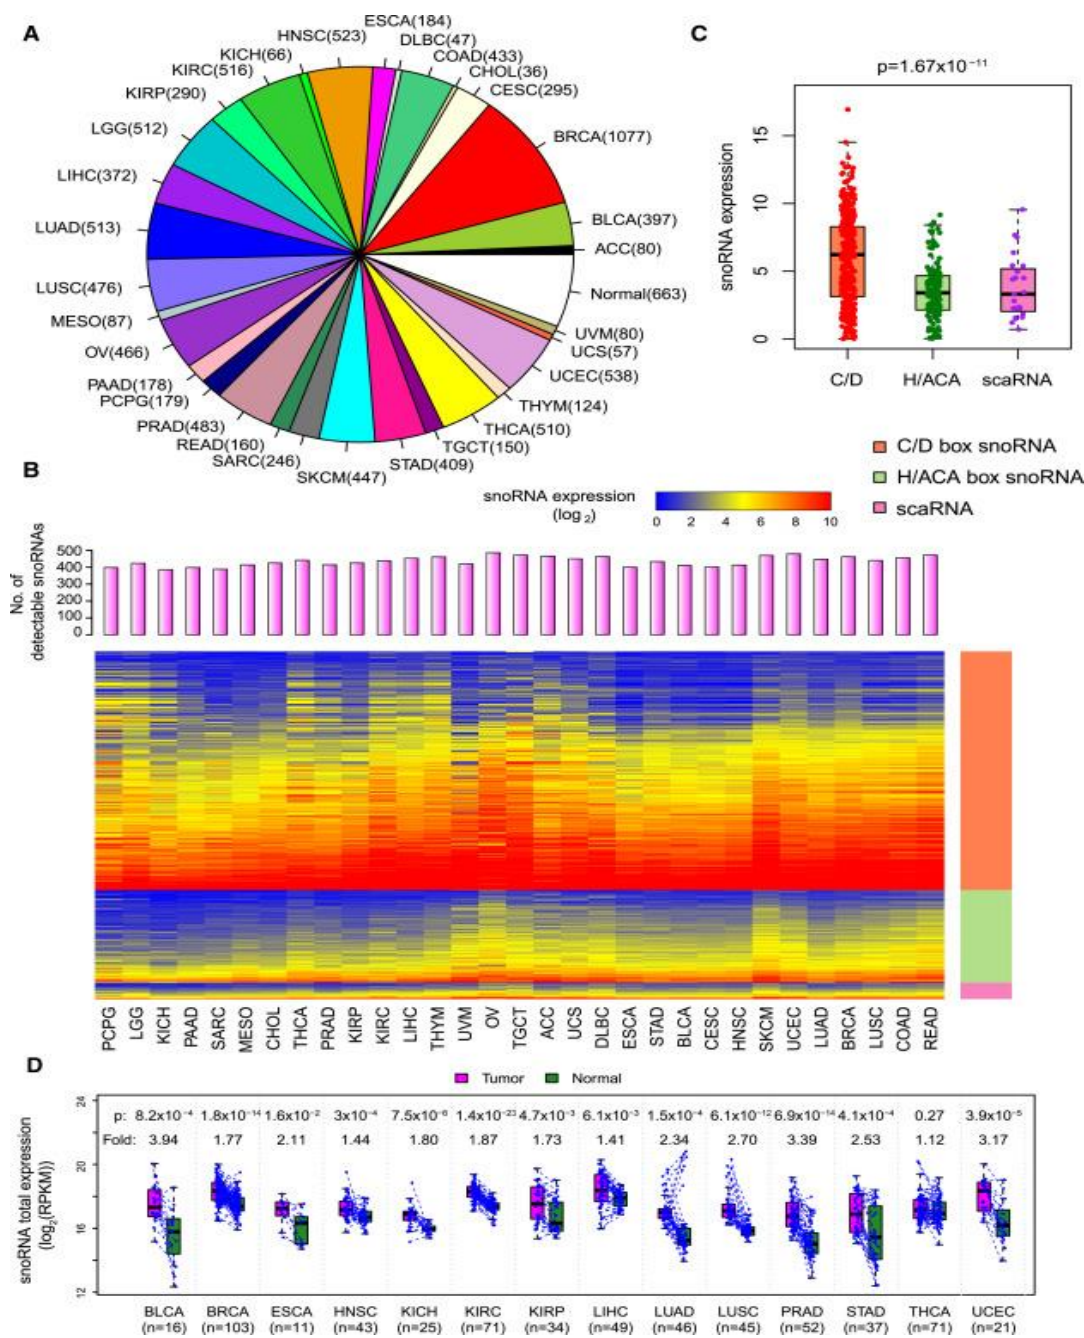 A
ESCA(184)
HNSC(523)
DLBC(47)
KICH(66)
COAD(433)
KIRC(516)
CHOL(36)
KIRP(290)
CESC(295)
LGG(512)
BRCA(1077)
LIHC(372)
LUAD(513)
BLCA(397)
ACC(80)
LUSC(476)
Normal(663)
MESO(87)
OV(466)
UVM(80)
UCS(57)
PAAD(178)
UCEC(538)
PCPG(179)
THYM(124)
PRAD(483)
THCA(510)
READ(160)
TGCT(150)
SARC(246)
STAD(409)
SKCM(447)
C
p=1.67x10⁻¹¹
snoRNA expression
15
10
5
0
C/D H/ACA scaRNA
C/D box snoRNA
H/ACA box snoRNA
scaRNA
B
snoRNA expression
(log₂)
0 2 4 6 8 10
No. of
detectable snoRNAs
500
400
300
200
100
0
PCPG LGG KICH PAAD SARC MESO CHOL THCA PRAD KIRP KIRC LIHC THYM UVM OV TGCT ACC UCS DLBC ESCA STAD BLCA CESC HNSC SKCM UCEC LUAD BRCA LUSC COAD READ
D
Tumor Normal
snoRNA total expression
(log₂(RPKM))
24
20
16
12
p: 8.2x10⁻⁴ 1.8x10⁻¹⁴ 1.6x10⁻² 3x10⁻⁴ 7.5x10⁻⁶ 1.4x10⁻²³ 4.7x10⁻³ 6.1x10⁻³ 1.5x10⁻⁴ 6.1x10⁻¹² 6.9x10⁻¹⁴ 4.1x10⁻⁴ 0.27 3.9x10⁻⁵
Fold: 3.94 1.77 2.11 1.44 1.80 1.87 1.73 1.41 2.34 2.70 3.39 2.53 1.12 3.17
BLCA BRCA ESCA HNSC KICH KIRC KIRP LIHC LUAD LUSC PRAD STAD THCA UCEC
(n=16) (n=103) (n=11) (n=43) (n=25) (n=71) (n=34) (n=49) (n=46) (n=45) (n=52) (n=37) (n=71) (n=21)